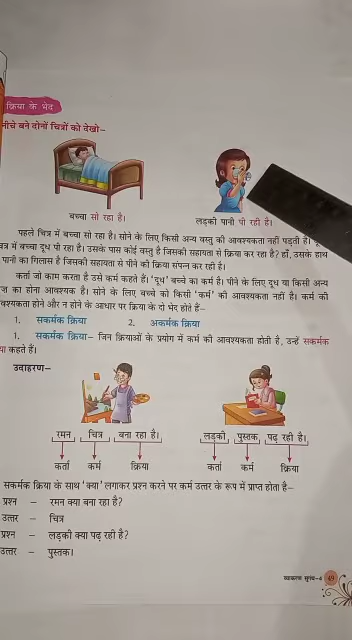 क्रिया के भेद
नीचे बने दोनों चित्रों को देखो–
बच्चा सो रहा है।
लड़की पानी पी रही है।
पहले चित्र में बच्चा सो रहा है। सोने के लिए किसी अन्य वस्तु की आवश्यकता नहीं पड़ती है।
में बच्चा दूध पी रहा है। उसके पास कोई वस्तु है जिसकी सहायता से क्रिया कर रहा है? हाँ, उसके हाथ
पानी का गिलास है जिसकी सहायता से पीने की क्रिया संपन्न कर रही है।
कर्ता जो काम करता है उसे कर्म कहते हैं। 'दूध' बच्चे का कर्म है। पीने के लिए दूध या किसी अन्य
का होना आवश्यक है। सोने के लिए बच्चे को किसी 'कर्म' की आवश्यकता नहीं है। कर्म की
वश्यकता होने और न होने के आधार पर क्रिया के दो भेद होते हैं–
1. सकर्मक क्रिया 2. अकर्मक क्रिया
1. सकर्मक क्रिया– जिन क्रियाओं के प्रयोग में कर्म की आवश्यकता होती है, उन्हें सकर्मक
या कहते हैं।
उदाहरण–
रमन चित्र बना रहा है। लड़की पुस्तक पढ़ रही है।
कर्ता कर्म क्रिया कर्ता कर्म क्रिया
सकर्मक क्रिया के साथ 'क्या' लगाकर प्रश्न करने पर कर्म उत्तर के रूप में प्राप्त होता है–
प्रश्न – रमन क्या बना रहा है?
उत्तर – चित्र
प्रश्न – लड़की क्या पढ़ रही है?
उत्तर – पुस्तक।
व्याकरण सुगंध–4 49